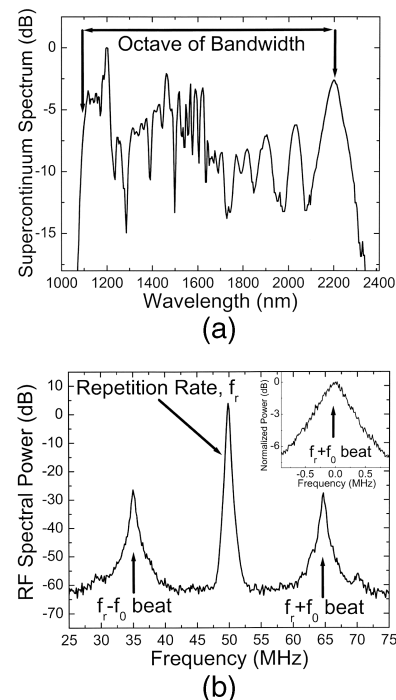 Octave of Bandwidth
Supercontinuum Spectrum (dB)
0
-5
-10
-15
1000 1200 1400 1600 1800 2000 2200 2400
Wavelength (nm)
(a)
Repetition Rate, fr
RF Spectral Power (dB)
10
0
-10
-20
-30
-40
-50
-60
-70
Normalized Power (dB)
0
-3
-6
fr+f0 beat
-0.5 0.0 0.5
Frequency (MHz)
fr-f0 beat
fr+f0 beat
25 30 35 40 45 50 55 60 65 70 75
Frequency (MHz)
(b)